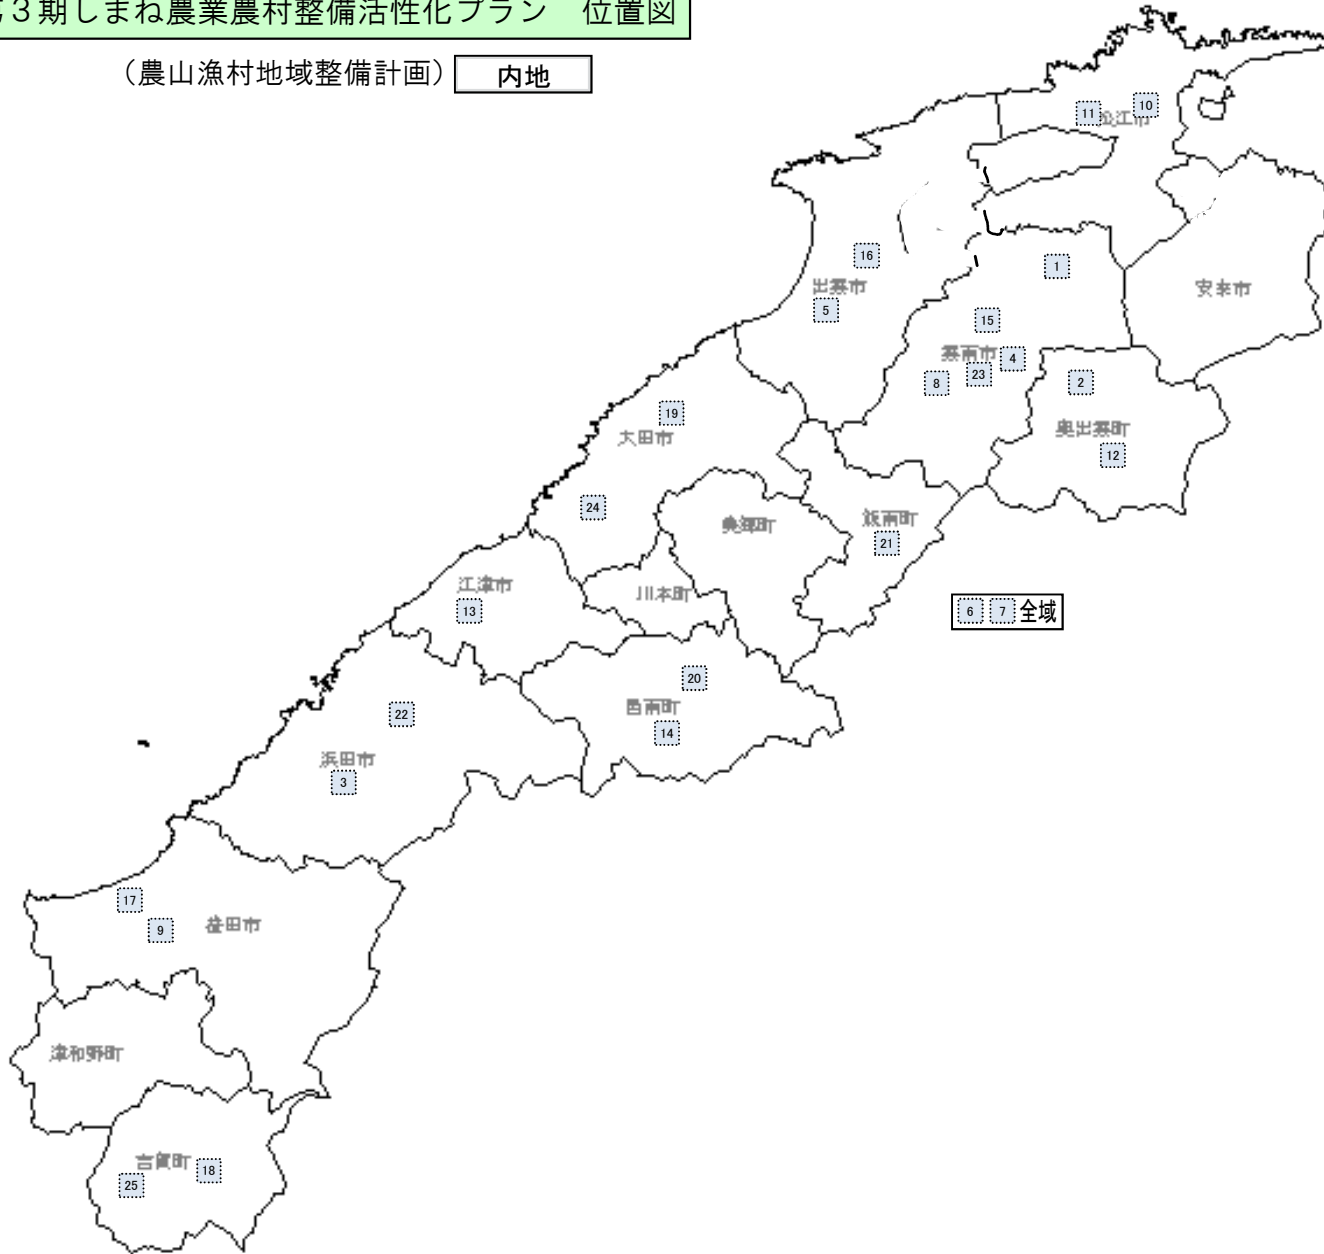 第３期しまね農業農村整備活性化プラン　位置図
（農山漁村地域整備計画）
内地
11
10
松江市
16
1
出雲市
安来市
5
15
雲南市
4
23
8
2
19
奥出雲町
大田市
12
24
美郷町
飯南町
21
江津市
川本町
13
6 7 全域
20
邑南町
22
14
浜田市
3
17
益田市
9
津和野町
吉賀町
18
25